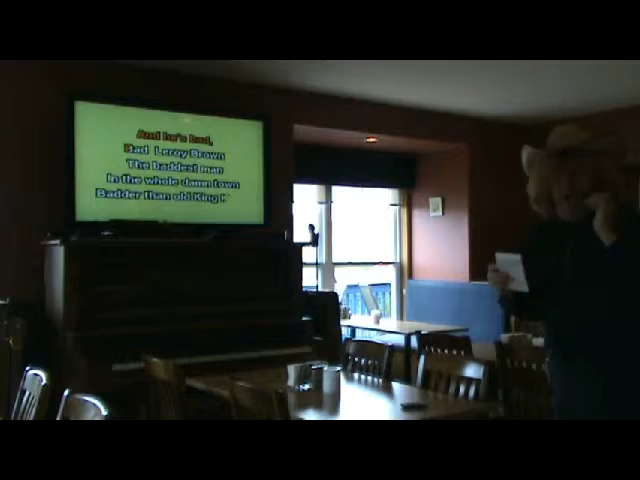 And he's bad,
Bad Leroy Brown
The baddest man
In the whole damn town
Badder than old King K